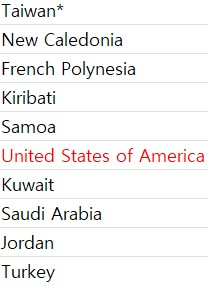 Taiwan*
New Caledonia
French Polynesia
Kiribati
Samoa
United States of America
Kuwait
Saudi Arabia
Jordan
Turkey